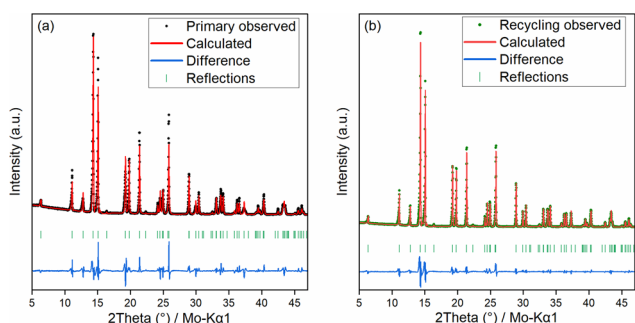 (a)
Primary observed
Calculated
Difference
Reflections
Intensity (a.u.)
5 10 15 20 25 30 35 40 45
2Theta (°) / Mo-Kα1
(b)
Recycling observed
Calculated
Difference
Reflections
Intensity (a.u.)
5 10 15 20 25 30 35 40 45
2Theta (°) / Mo-Kα1